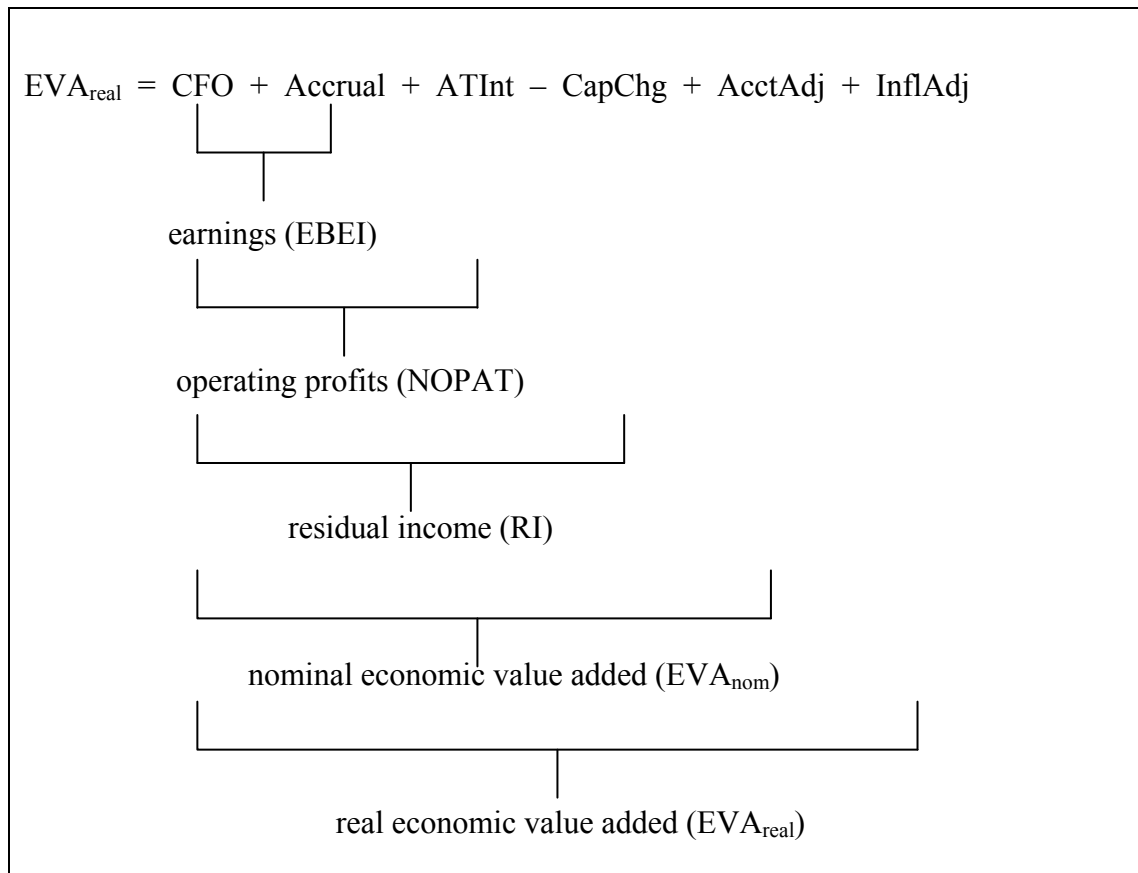 EVAreal = CFO + Accrual + ATInt – CapChg + AcctAdj + InflAdj
earnings (EBEI)
operating profits (NOPAT)
residual income (RI)
nominal economic value added (EVAnom)
real economic value added (EVAreal)